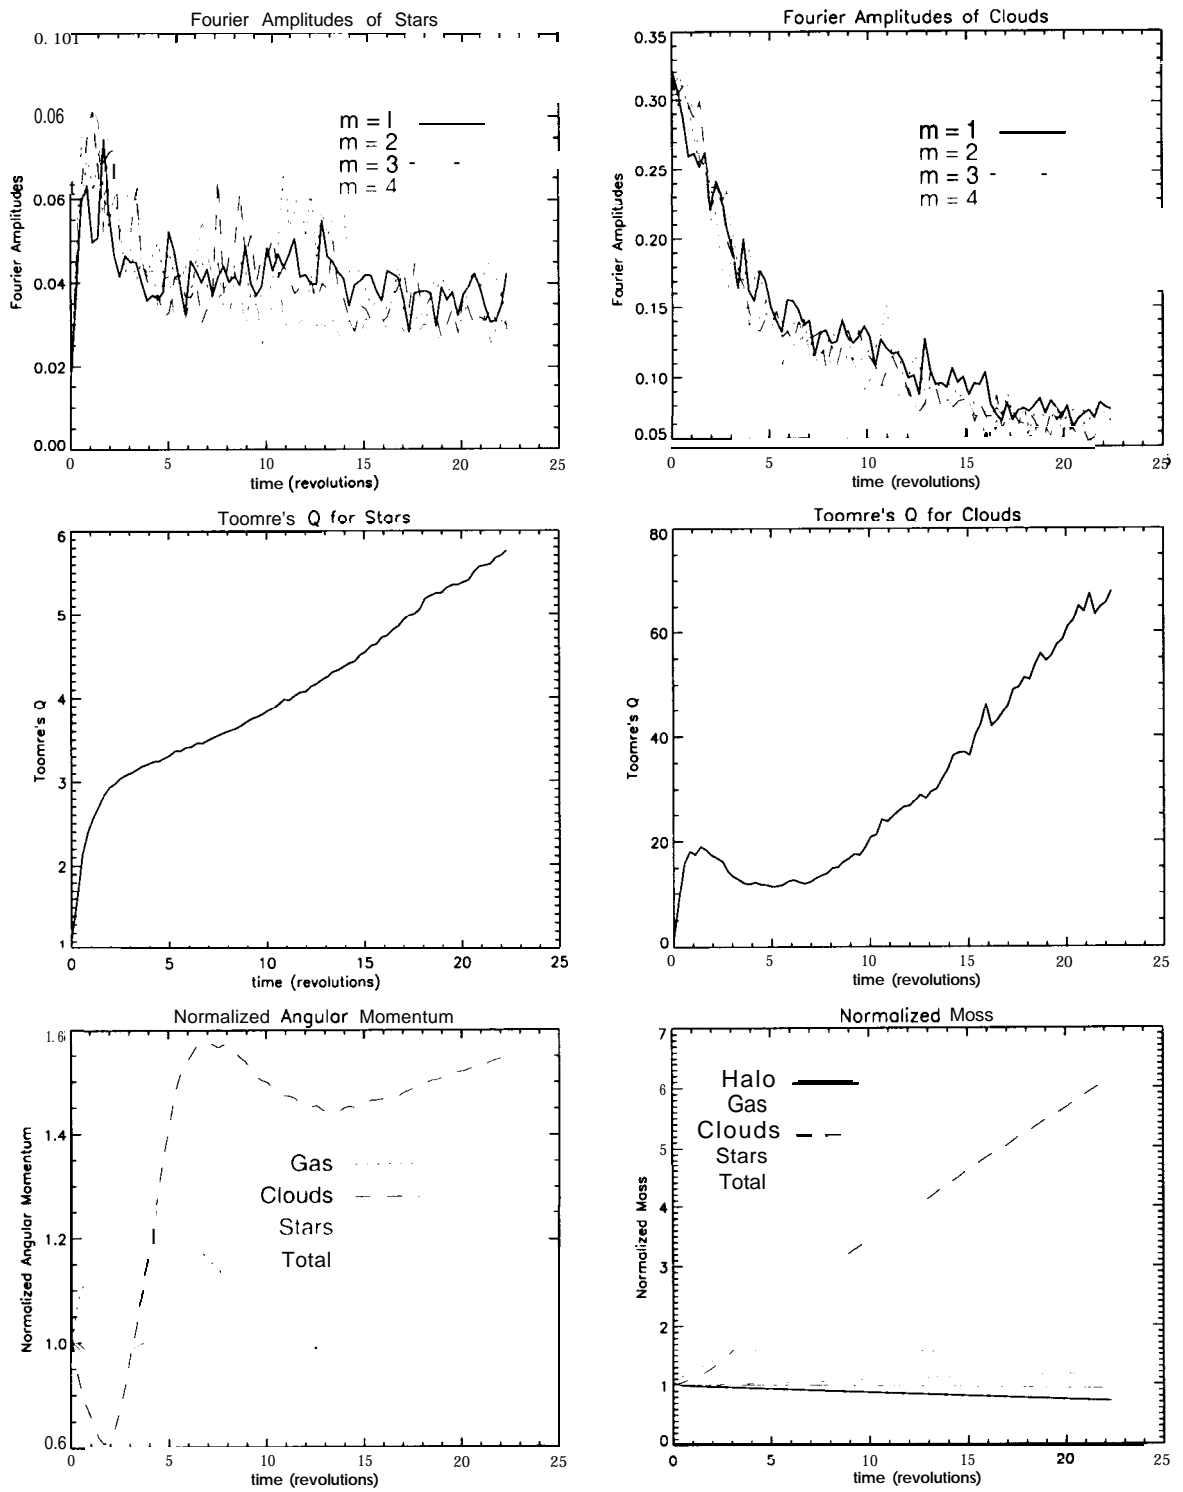 Fourier Amplitudes of Stars
0.101
0.06
0.06
0.04
0.02
0.00
Fourier Amplitudes
m = l
m = 2
m = 3
m = 4
0 5 10 15 20 25
time (revolutions)
Fourier Amplitudes of Clouds
0.35
0.30
0.25
0.20
0.15
0.10
0.05
Fourier Amplitudes
m = 1
m = 2
m = 3
m = 4
0 5 10 15 20 25
time (revolutions)
Toomre's Q for Stars
6
5
4
3
2
1
Toomre's Q
0 5 10 15 20 25
time (revolutions)
Toomre's Q for Clouds
80
60
40
20
0
Toomre's Q
0 5 10 15 20 25
time (revolutions)
Normalized Angular Momentum
1.6
1.4
1.2
1.0
0.6
Normalized Angular Momentum
Gas
Clouds
Stars
Total
0 5 10 15 20 25
time (revolutions)
Normalized Moss
7
6
5
4
3
2
1
0
Normalized Mass
Halo
Gas
Clouds
Stars
Total
0 5 10 15 20 25
time (revolutions)